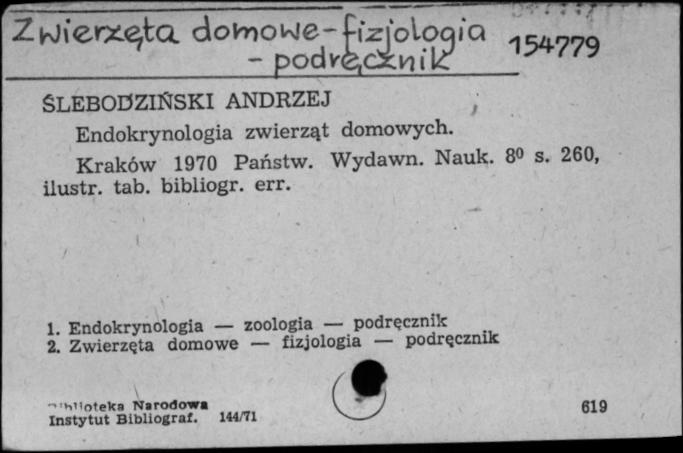 Zwierzęta domowe - fizjologia
- podręcznik
154779
ŚLEBODZIŃSKI ANDRZEJ
Endokrynologia zwierząt domowych.
Kraków 1970 Państw. Wydawn. Nauk. 8⁰ s. 260,
ilustr. tab. bibliogr. err.
1. Endokrynologia — zoologia — podręcznik
2. Zwierzęta domowe — fizjologia — podręcznik
Biblioteka Narodowa
Instytut Bibliograf. 144/71
619